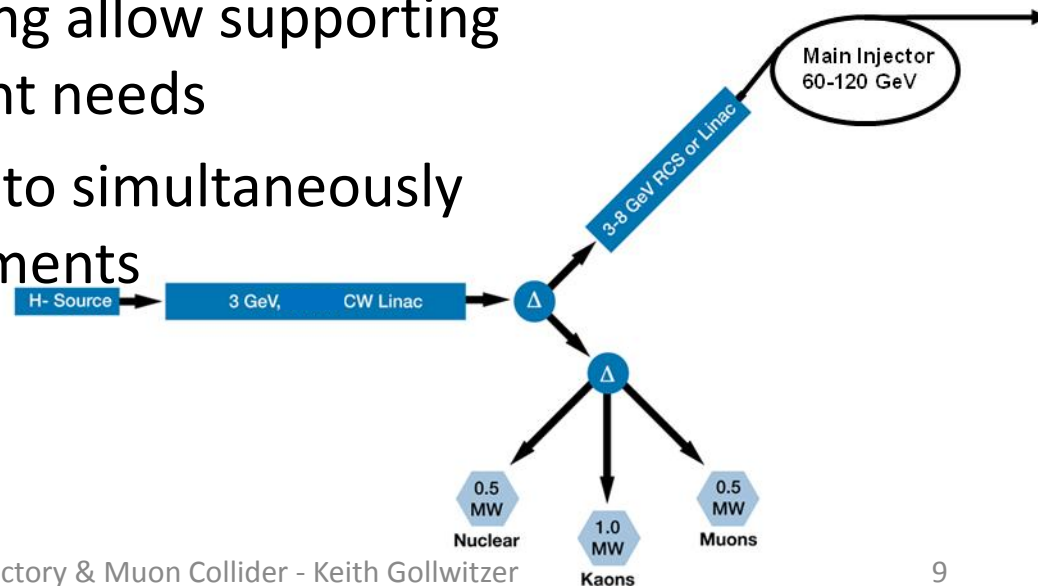 ng allow supporting
nt needs
to simultaneously
ments
Main Injector
60-120 GeV
3-8 GeV RCS or Linac
H- Source
3 GeV, CW Linac
Δ
Δ
0.5
MW
Nuclear
1.0
MW
Kaons
0.5
MW
Muons
ctory & Muon Collider - Keith Gollwitzer
9